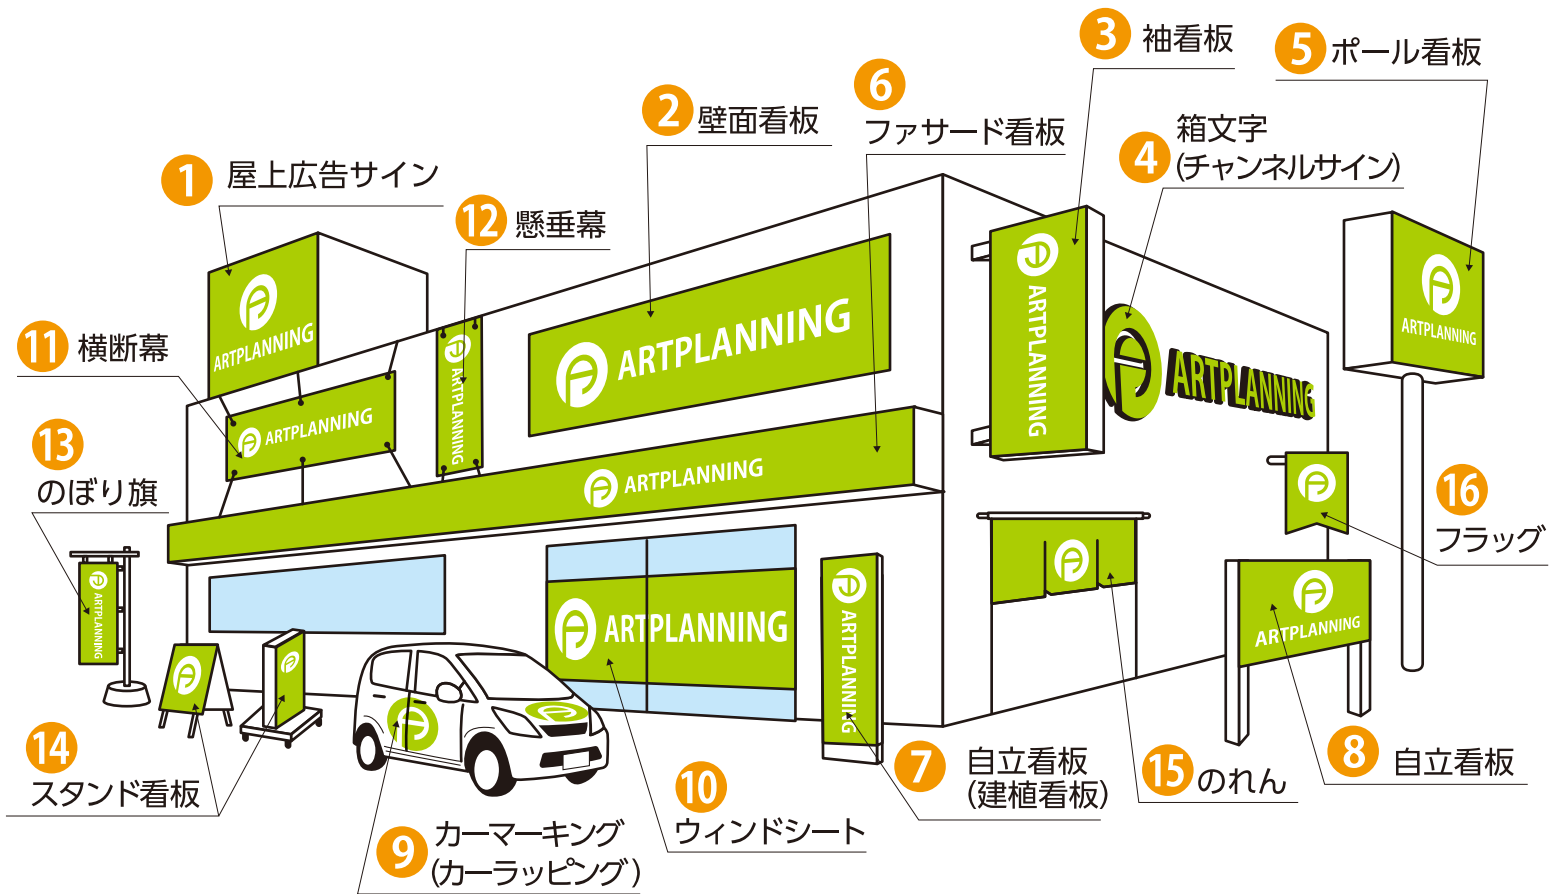 1 屋上広告サイン
2 壁面看板
3 袖看板
4 箱文字
(チャンネルサイン)
5 ポール看板
6
ファサード看板
12 懸垂幕
11 横断幕
13
のぼり旗
14
スタンド看板
9 カーマーキング
(カーラッピング)
10
ウィンドシート
7 自立看板
(建植看板)
15 のれん
8 自立看板
16
フラッグ
ARTPLANNING
ARTPLANNING
ARTPLANNING
ARTPLANNING
ARTPLANNING
ARTPLANNING
ARTPLANNING
ARTPLANNING
ARTPLANNING
ARTPLANNING
ARTPLANNING
ARTPLANNING